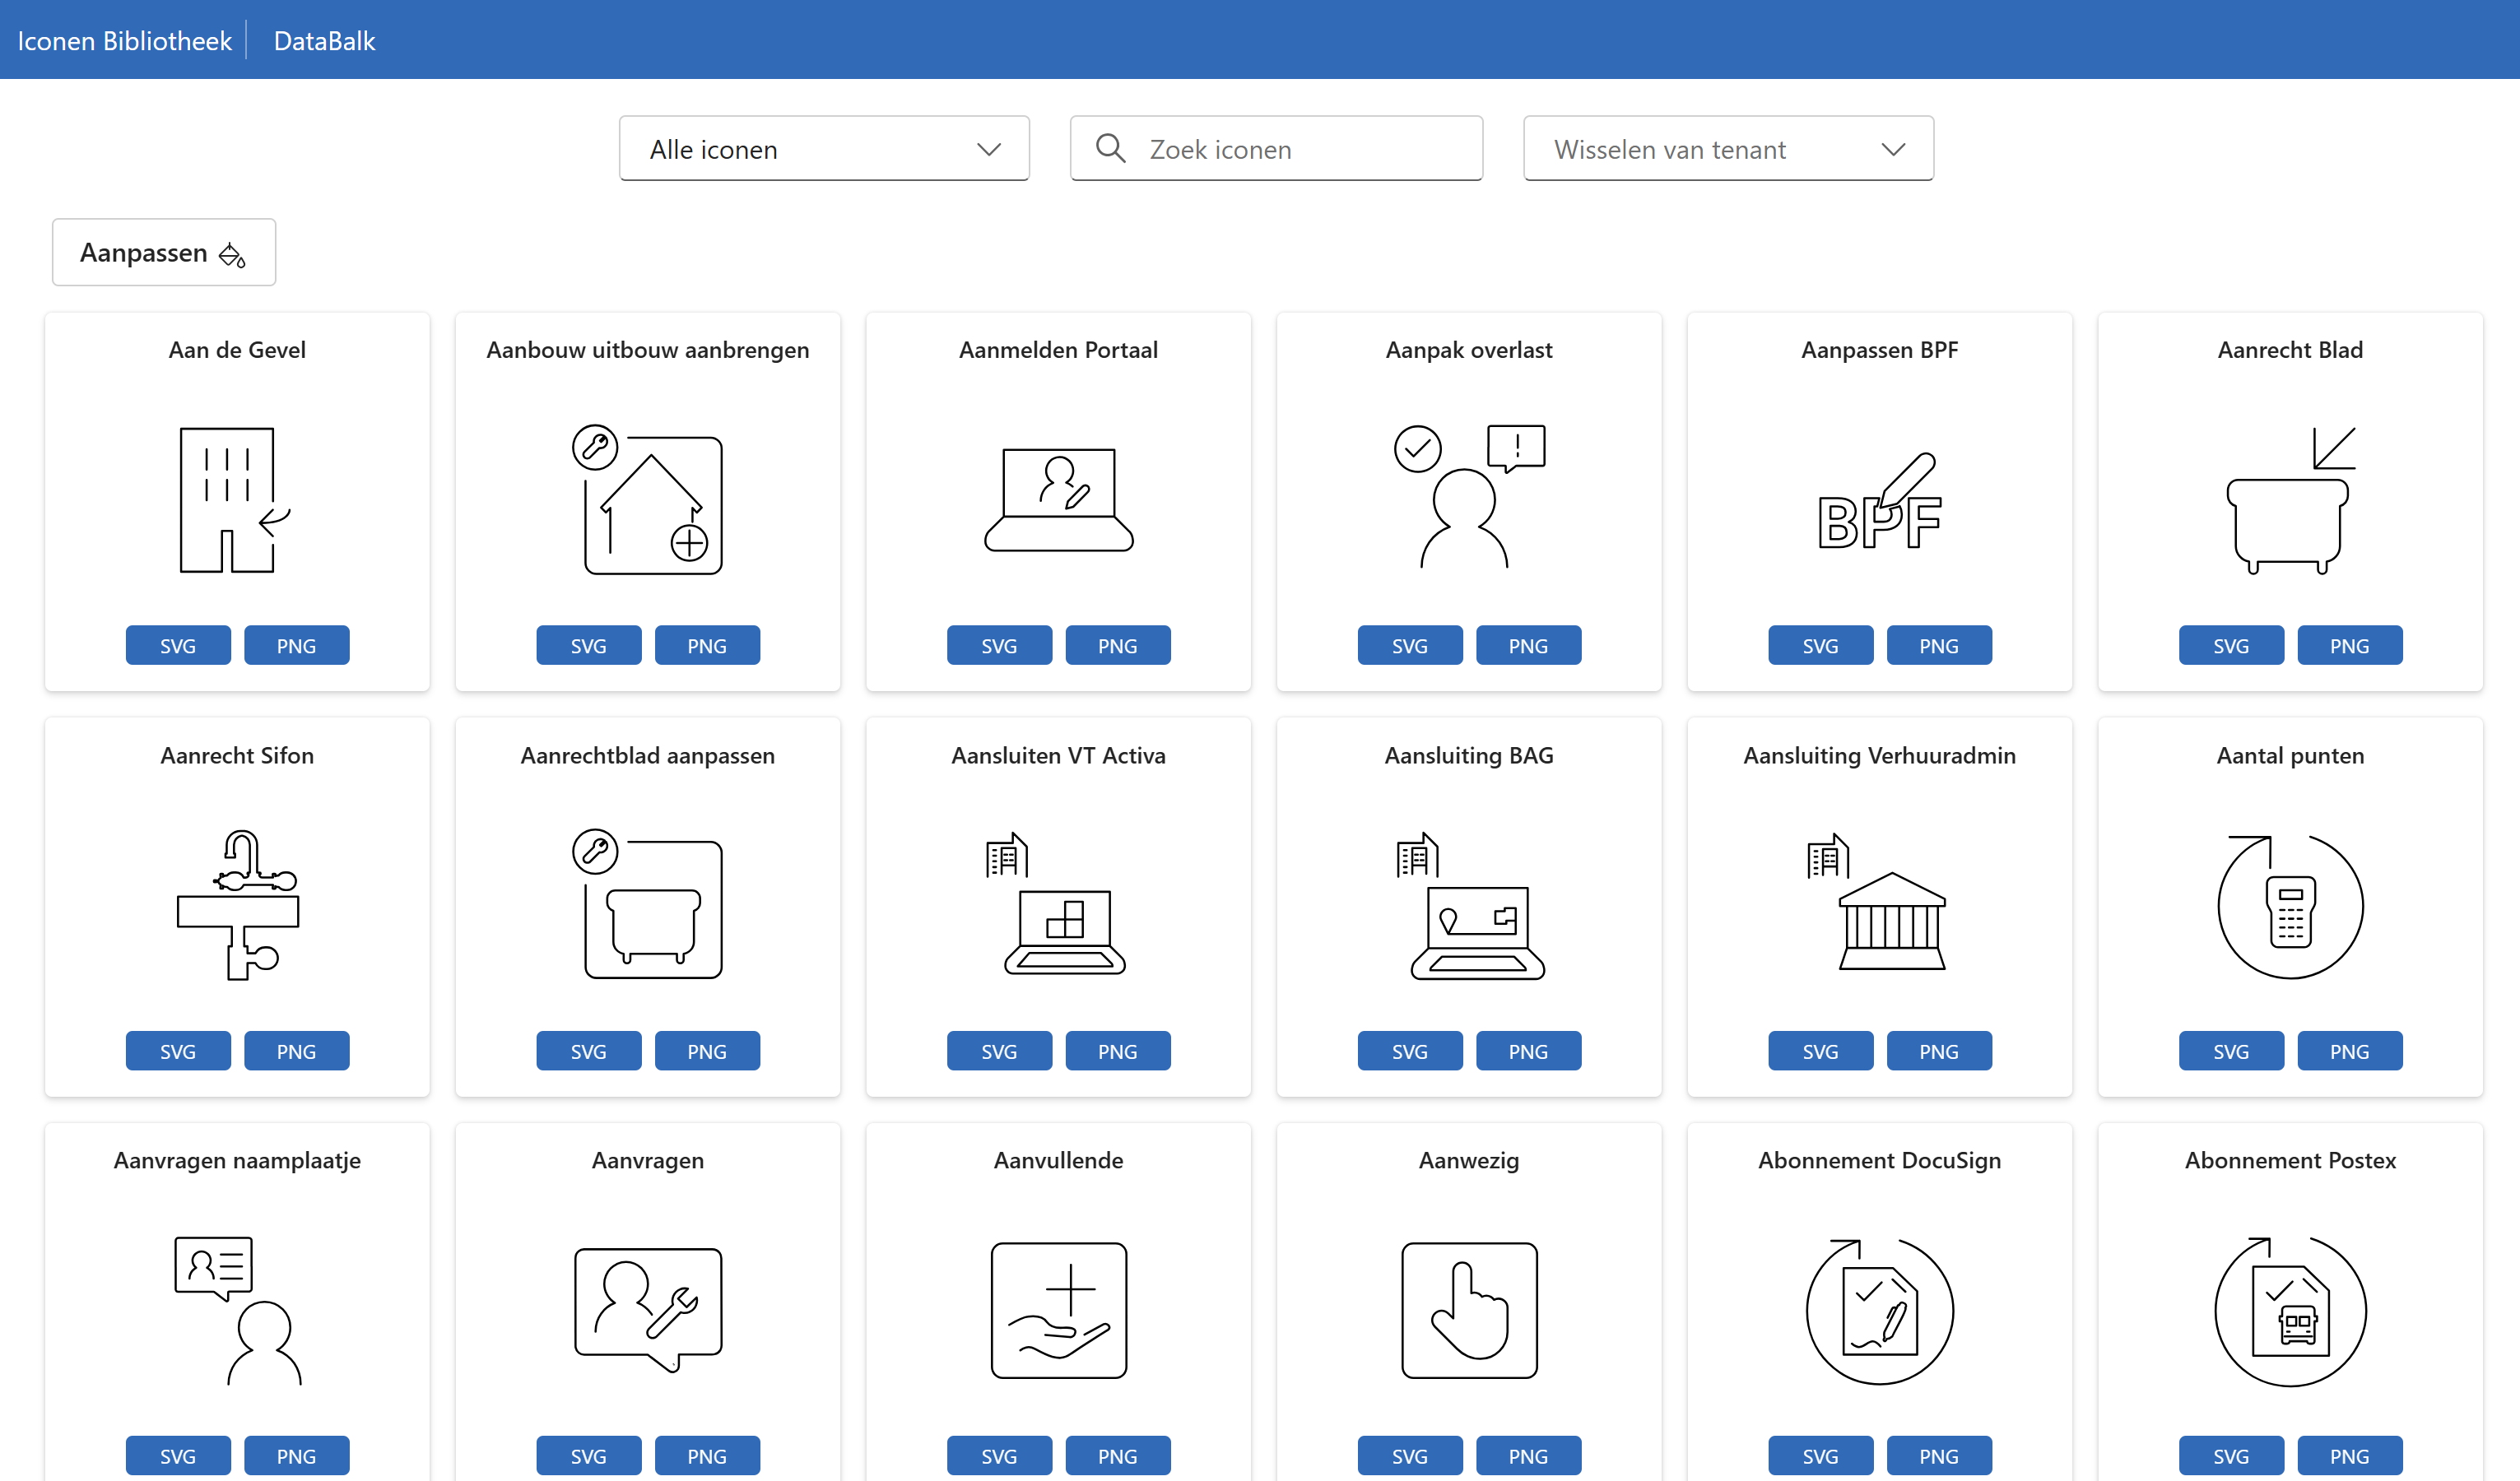 Iconen Bibliotheek DataBalk
Alle iconen Zoek iconen Wisselen van tenant
Aanpassen
Aan de Gevel Aanbouw uitbouw aanbrengen Aanmelden Portaal Aanpak overlast Aanpassen BPF Aanrecht Blad
BPF
SVG PNG SVG PNG SVG PNG SVG PNG SVG PNG SVG PNG
Aanrecht Sifon Aanrechtblad aanpassen Aansluiten VT Activa Aansluiting BAG Aansluiting Verhuuradmin Aantal punten
SVG PNG SVG PNG SVG PNG SVG PNG SVG PNG SVG PNG
Aanvragen naamplaatje Aanvragen Aanvullende Aanwezig Abonnement DocuSign Abonnement Postex
SVG PNG SVG PNG SVG PNG SVG PNG SVG PNG SVG PNG